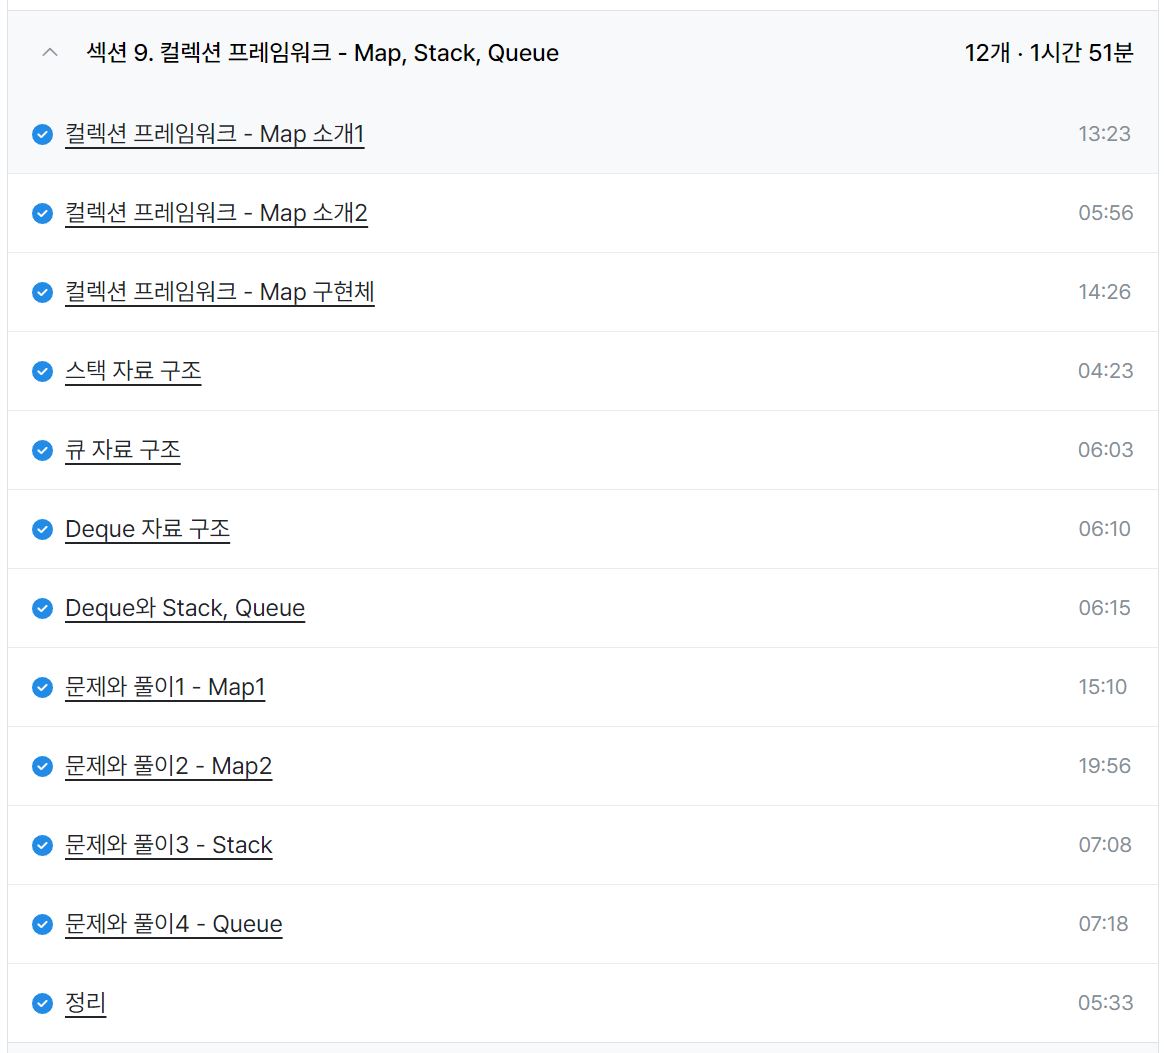 섹션 9. 컬렉션 프레임워크 - Map, Stack, Queue 12개 · 1시간 51분
컬렉션 프레임워크 - Map 소개1 13:23
컬렉션 프레임워크 - Map 소개2 05:56
컬렉션 프레임워크 - Map 구현체 14:26
스택 자료 구조 04:23
큐 자료 구조 06:03
Deque 자료 구조 06:10
Deque와 Stack, Queue 06:15
문제와 풀이1 - Map1 15:10
문제와 풀이2 - Map2 19:56
문제와 풀이3 - Stack 07:08
문제와 풀이4 - Queue 07:18
정리 05:33